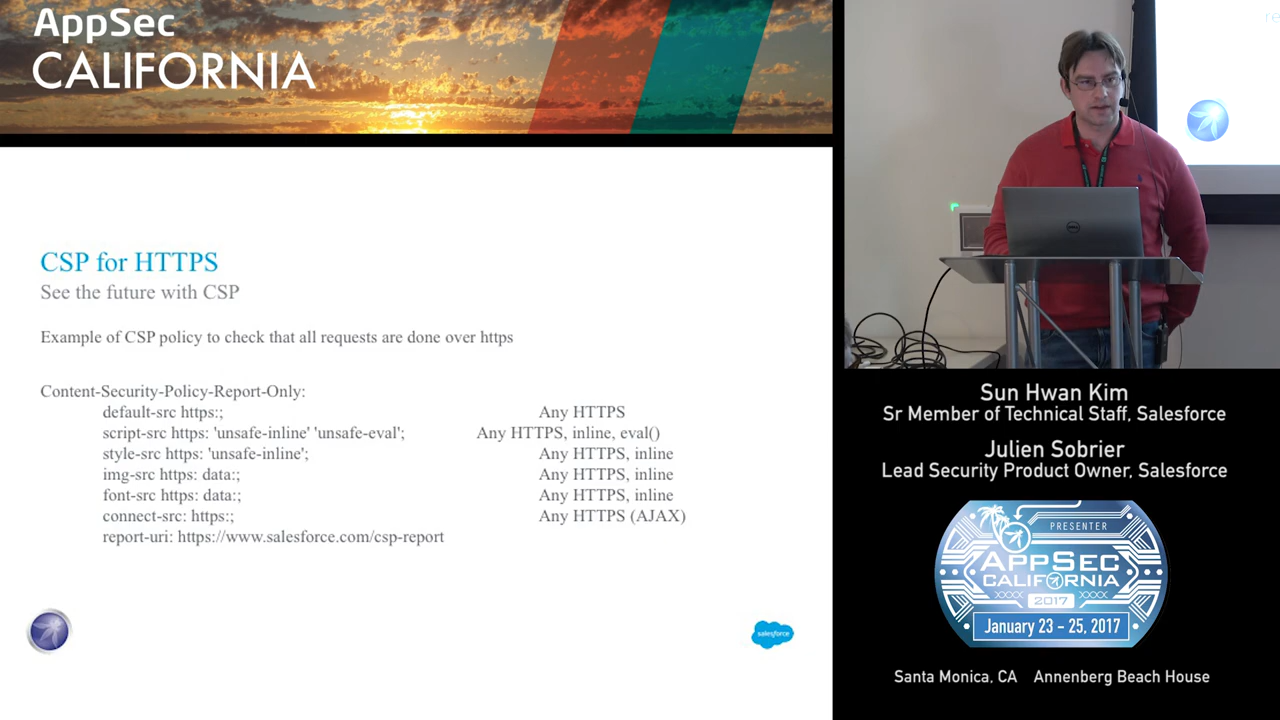 AppSec
CALIFORNIA
CSP for HTTPS
See the future with CSP
Example of CSP policy to check that all requests are done over https
Content-Security-Policy-Report-Only:
default-src https:; Any HTTPS
script-src https: 'unsafe-inline' 'unsafe-eval'; Any HTTPS, inline, eval()
style-src https: 'unsafe-inline'; Any HTTPS, inline
img-src https: data:; Any HTTPS, inline
font-src https: data:; Any HTTPS, inline
connect-src: https:; Any HTTPS (AJAX)
report-uri: https://www.salesforce.com/csp-report
salesforce
re
Sun Hwan Kim
Sr Member of Technical Staff, Salesforce
Julien Sobrier
Lead Security Product Owner, Salesforce
PRESENTER
APPSEC
CALIFORNIA
2017
January 23 - 25, 2017
Santa Monica, CA Annenberg Beach House